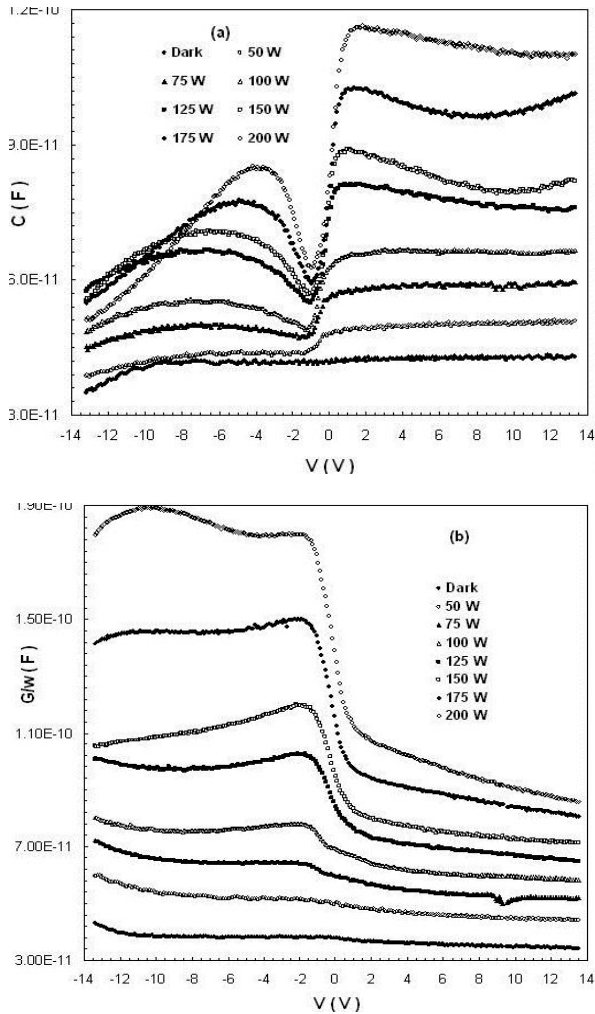 1.2E-10
(a)
Dark 50 W
75 W 100 W
125 W 150 W
175 W 200 W
9.0E-11
C ( F )
6.0E-11
3.0E-11
-14 -12 -10 -8 -6 -4 -2 0 2 4 6 8 10 12 14
V ( V )
1.90E-10
(b)
Dark
50 W
75 W
100 W
125 W
150 W
175 W
200 W
1.50E-10
G/w ( F )
1.10E-10
7.00E-11
3.00E-11
-14 -12 -10 -8 -6 -4 -2 0 2 4 6 8 10 12 14
V ( V )